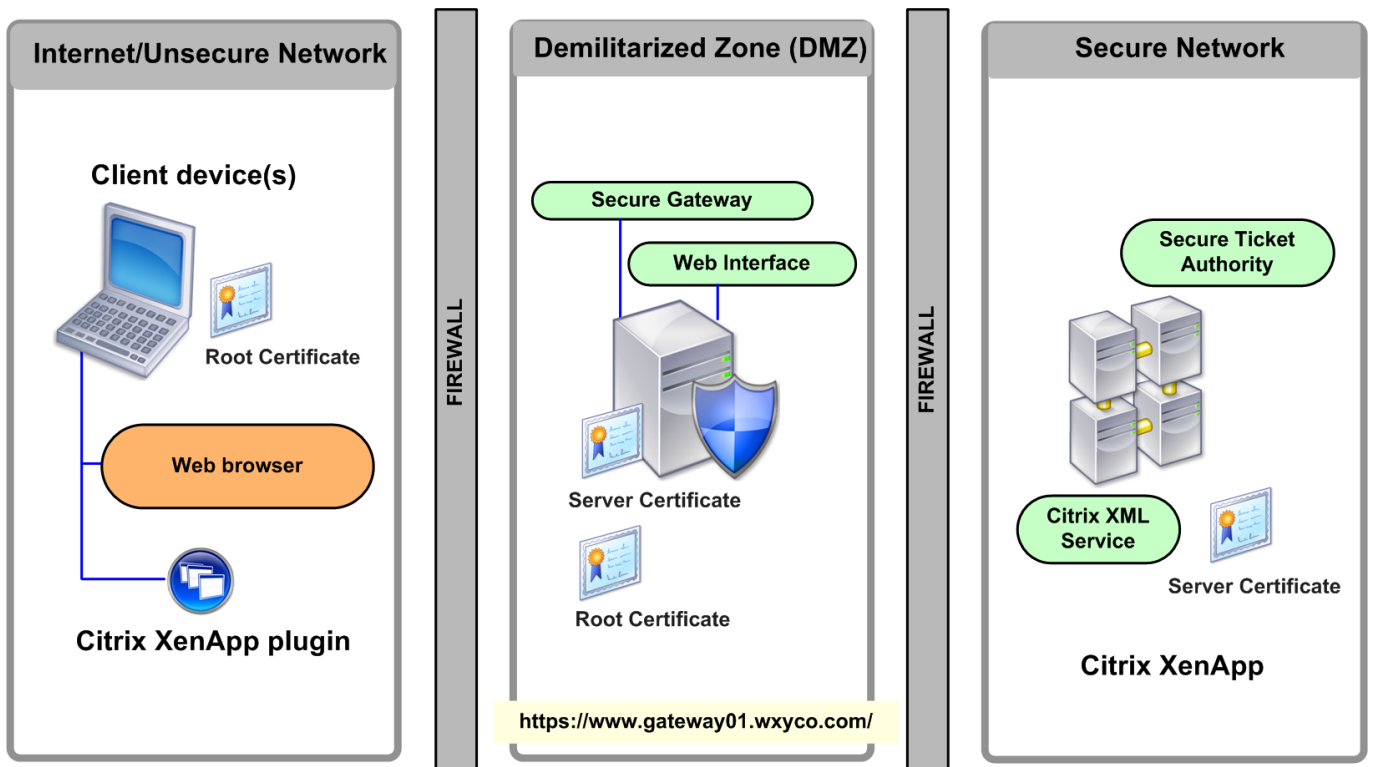 Internet/Unsecure Network
Client device(s)
Root Certificate
Web browser
Citrix XenApp plugin
FIREWALL
Demilitarized Zone (DMZ)
Secure Gateway
Web Interface
Server Certificate
Root Certificate
https://www.gateway01.wxyco.com/
FIREWALL
Secure Network
Secure Ticket
Authority
Citrix XML
Service
Server Certificate
Citrix XenApp